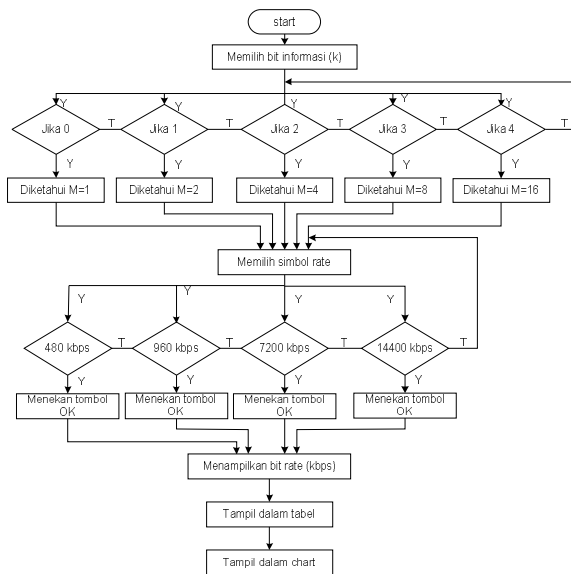 start
Memilih bit informasi (k)
Y Y Y Y Y
Jika 0 T Jika 1 T Jika 2 T Jika 3 T Jika 4 T
Y Y Y Y Y
Diketahui M=1 Diketahui M=2 Diketahui M=4 Diketahui M=8 Diketahui M=16
Memilih simbol rate
Y Y Y Y
480 kbps T 960 kbps T 7200 kbps T 14400 kbps T
Y Y Y Y
Menekan tombol Menekan tombol Menekan tombol Menekan tombol
OK OK OK OK
Menampilkan bit rate (kbps)
Tampil dalam tabel
Tampil dalam chart